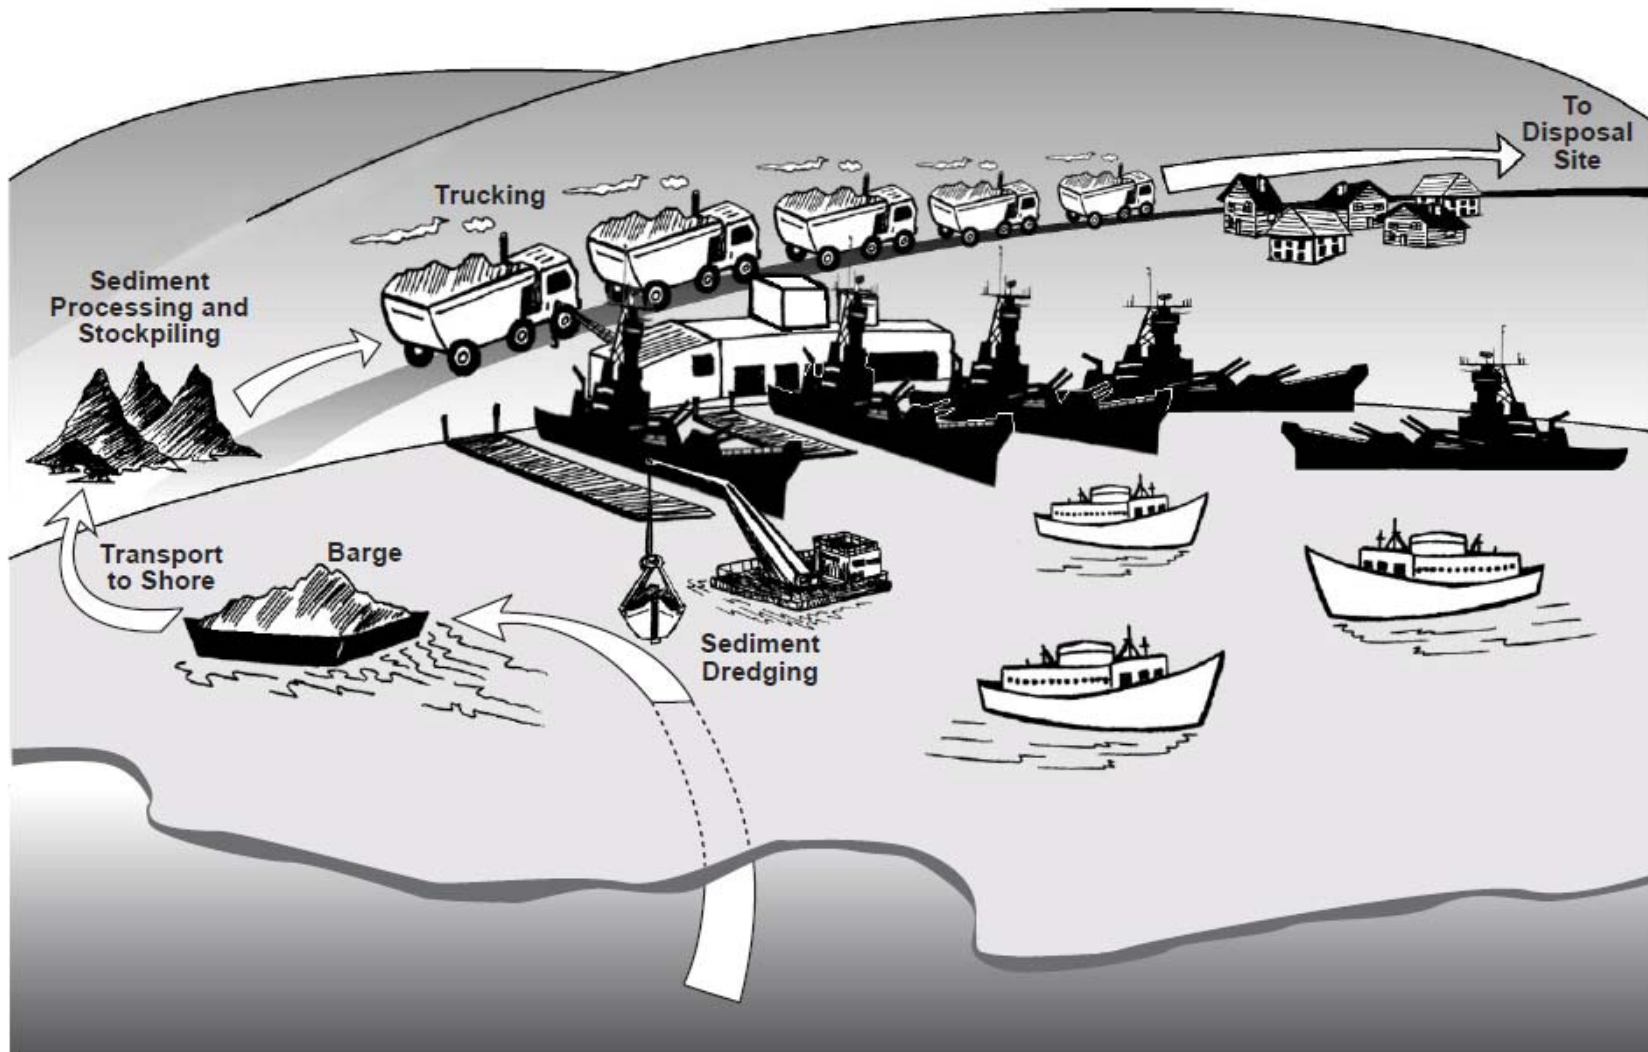 To
Disposal
Site
Trucking
Sediment
Processing and
Stockpiling
Transport
to Shore
Barge
Sediment
Dredging